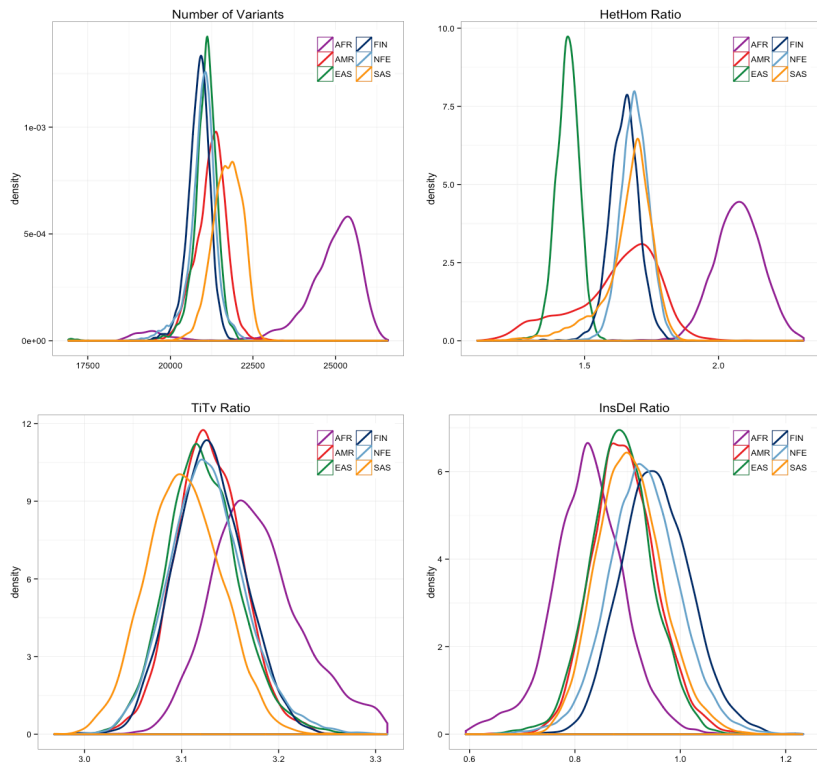 Number of Variants
AFR FIN
AMR NFE
EAS SAS
density
1e-03
5e-04
0e+00
17500 20000 22500 25000
HetHom Ratio
AFR FIN
AMR NFE
EAS SAS
density
10.0
7.5
5.0
2.5
0.0
1.5 2.0
TiTv Ratio
AFR FIN
AMR NFE
EAS SAS
density
12
9
6
3
0
3.0 3.1 3.2 3.3
InsDel Ratio
AFR FIN
AMR NFE
EAS SAS
density
6
4
2
0
0.6 0.8 1.0 1.2